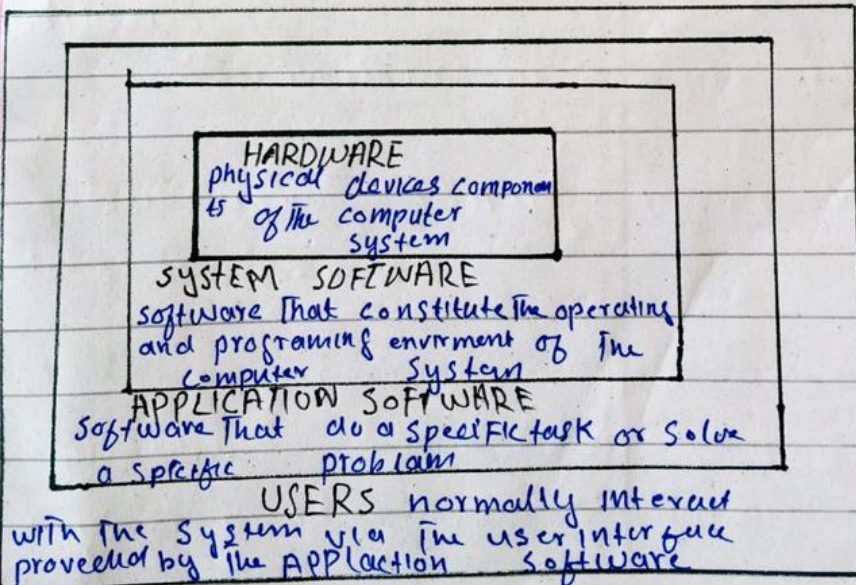 HARDWARE
physical devices componen
ts of The computer
system
SYSTEM SOFTWARE
software That constitute The operating
and programing envirment of The
computer System
APPLICATION SOFTWARE
software That do a specific task or Solve
a specific problam
USERS normally interact
with The System via The user interface
proveeded by The APPLaction Software